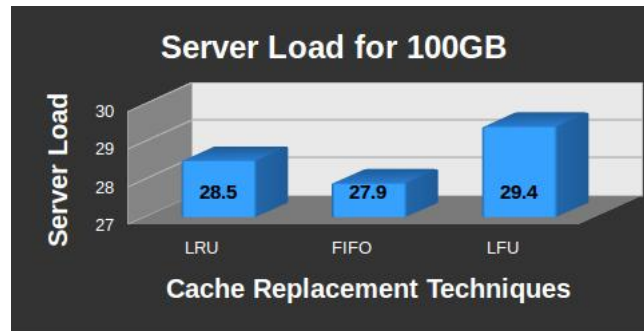 Server Load for 100GB
Server Load
30
29
28
27
28.5
27.9
29.4
LRU
FIFO
LFU
Cache Replacement Techniques